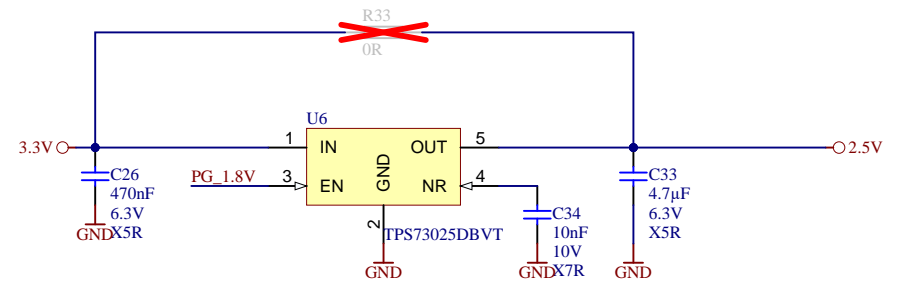 R33
0R
U6
3.3V
1
IN
OUT
5
2.5V
C26
470nF
6.3V
X5R
GND
PG_1.8V
3
EN
GND
NR
4
C33
4.7µF
6.3V
X5R
GND
2
TPS73025DBVT
GND
C34
10nF
10V
X7R
GND